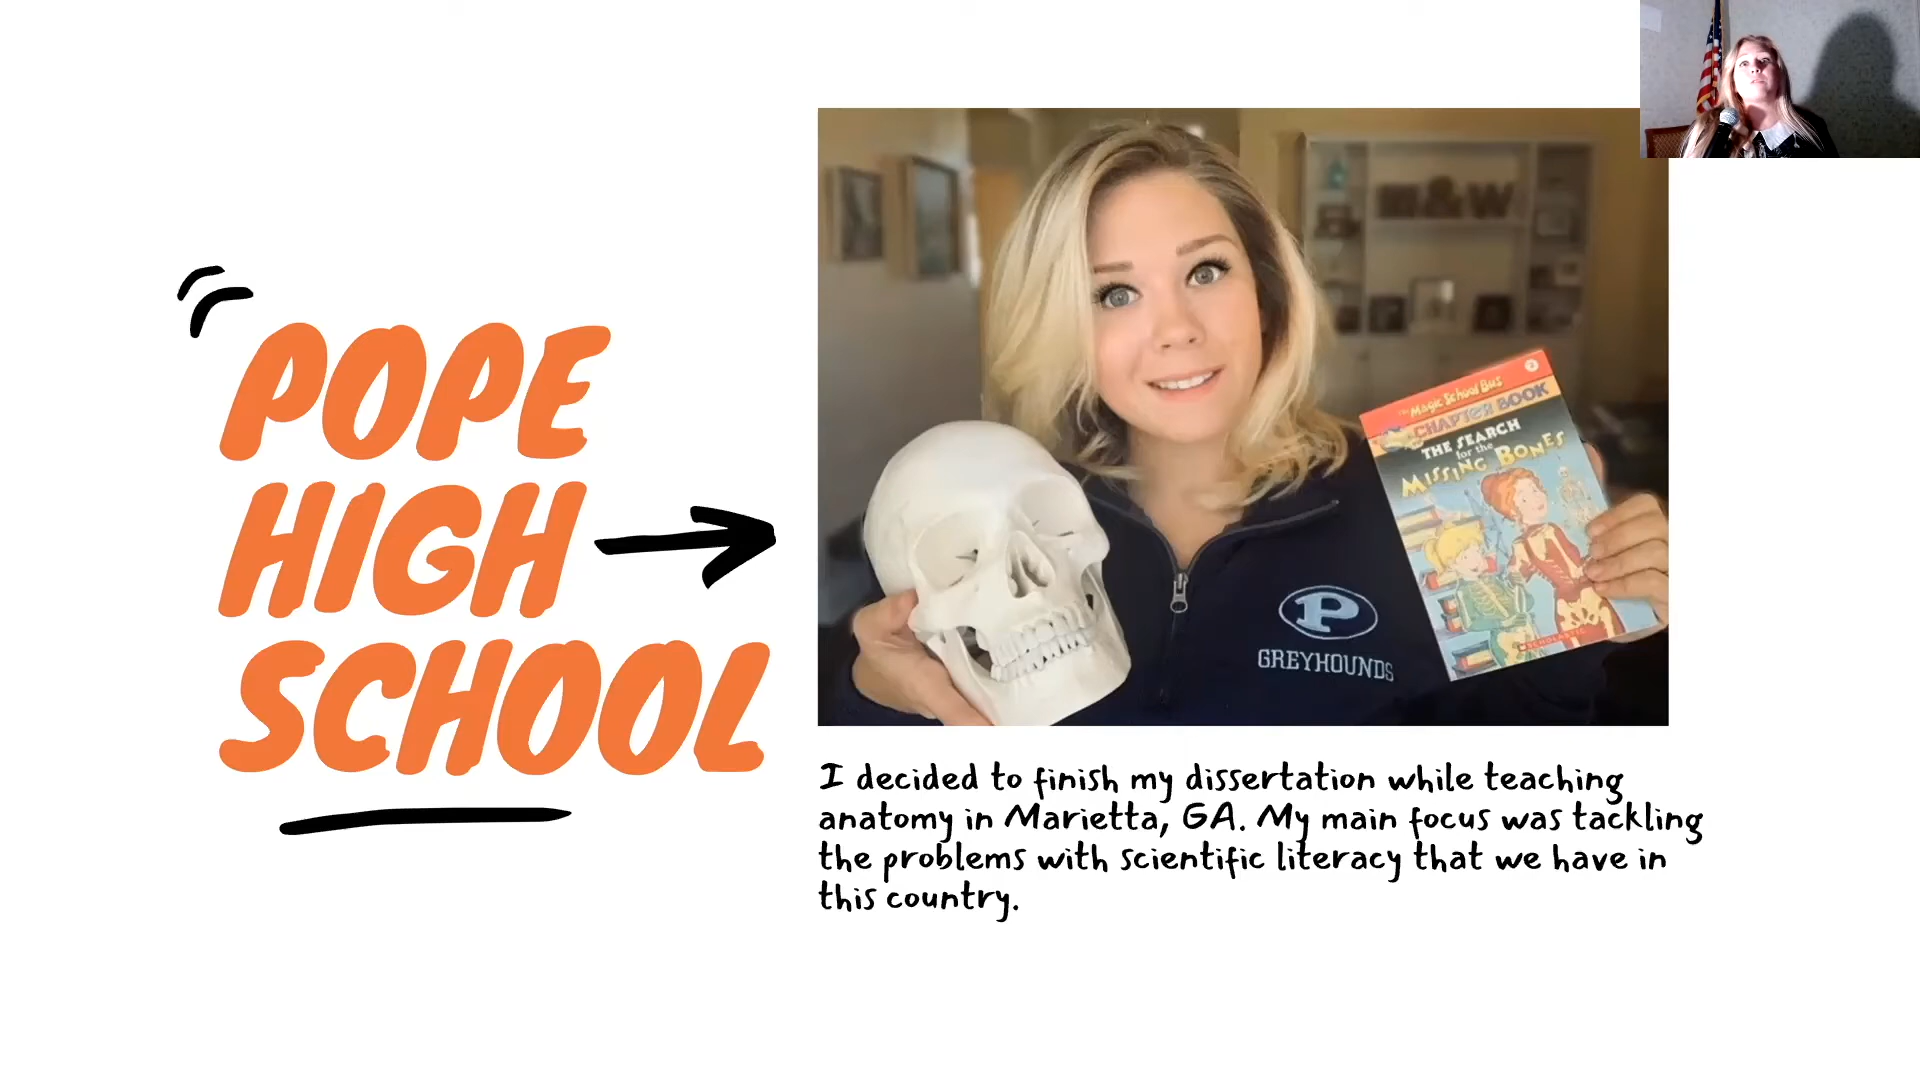 POPE
HIGH
SCHOOL
The Magic School Bus
CHAPTER BOOK
THE SEARCH
for the
MISSING BONES
SCHOLASTIC
P
GREYHOUNDS
I decided to finish my dissertation while teaching
anatomy in Marietta, GA. My main focus was tackling
the problems with scientific literacy that we have in
this country.